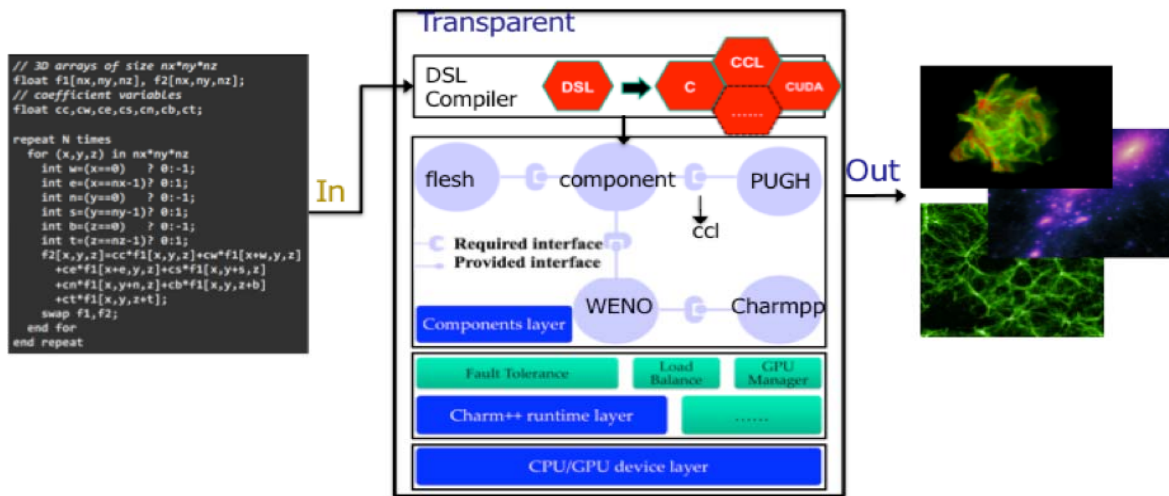 // 3D arrays of size nx*ny*nz
float f1[nx,ny,nz], f2[nx,ny,nz];
// coefficient variables
float cc,cw,ce,cs,cn,cb,ct;
repeat N times
for (x,y,z) in nx*ny*nz
int w=(x==0) ? 0:-1;
int e=(x==nx-1)? 0:1;
int n=(y==0) ? 0:-1;
int s=(y==ny-1)? 0:1;
int b=(z==0) ? 0:-1;
int t=(z==nz-1)? 0:1;
f2[x,y,z]=cc*f1[x,y,z]+cw*f1[x+w,y,z]
+ce*f1[x+e,y,z]+cs*f1[x,y+s,z]
+cn*f1[x,y+n,z]+cb*f1[x,y,z+b]
+ct*f1[x,y,z+t];
swap f1,f2;
end for
end repeat
In
Transparent
DSL
Compiler
DSL
C
CCL
CUDA
......
flesh
component
PUGH
ccl
Required interface
Provided interface
WENO
Charmpp
Components layer
Fault Tolerance
Load
Balance
GPU
Manager
Charm++ runtime layer
......
CPU/GPU device layer
Out